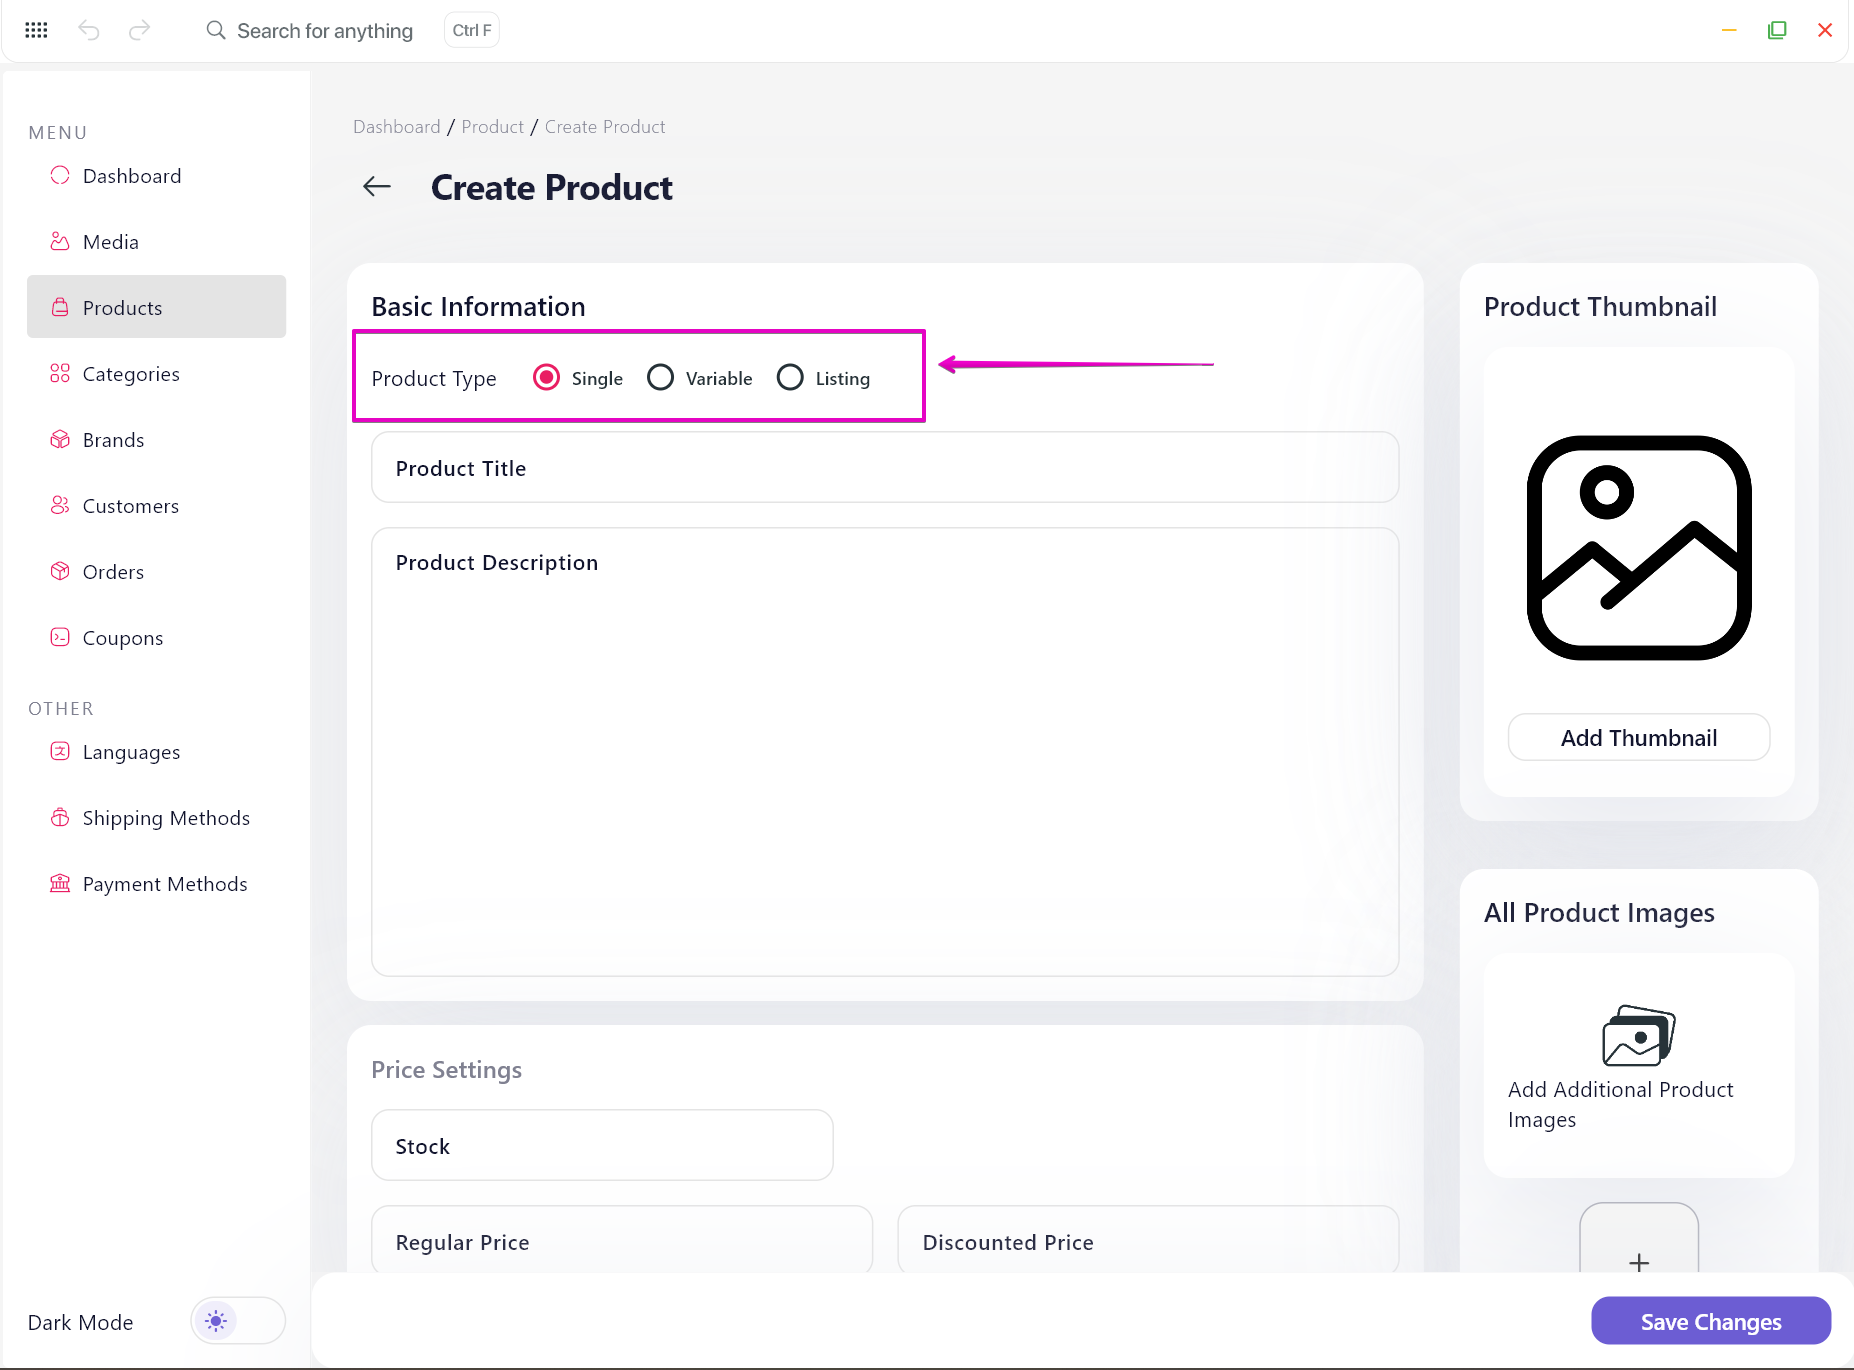 Search for anything
Ctrl F
MENU
Dashboard
Media
Products
Categories
Brands
Customers
Orders
Coupons
OTHER
Languages
Shipping Methods
Payment Methods
Dark Mode
Dashboard / Product / Create Product
Create Product
Basic Information
Product Type
Single
Variable
Listing
Product Title
Product Description
Price Settings
Stock
Regular Price
Discounted Price
Product Thumbnail
Add Thumbnail
All Product Images
Add Additional Product
Images
Save Changes